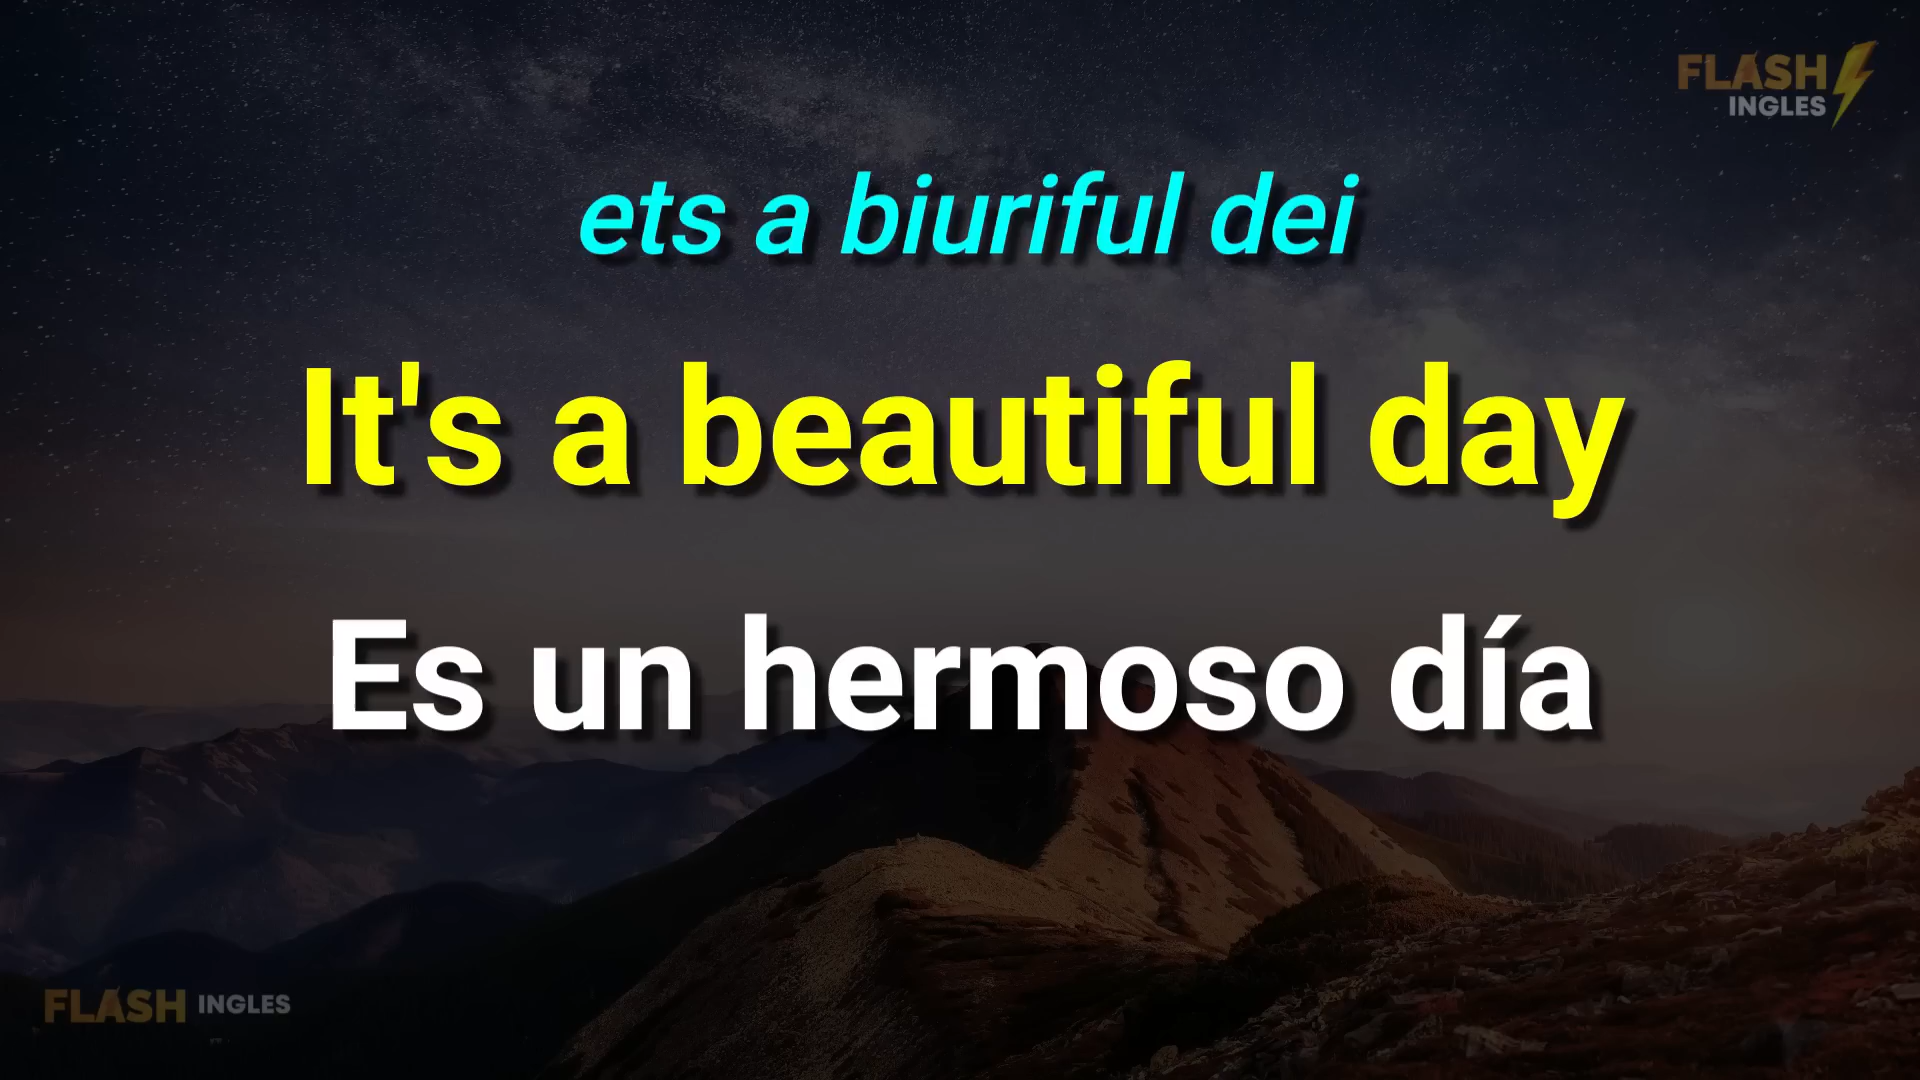 FLASH
INGLES
ets a biuriful dei
It's a beautiful day
Es un hermoso día
FLASH INGLES